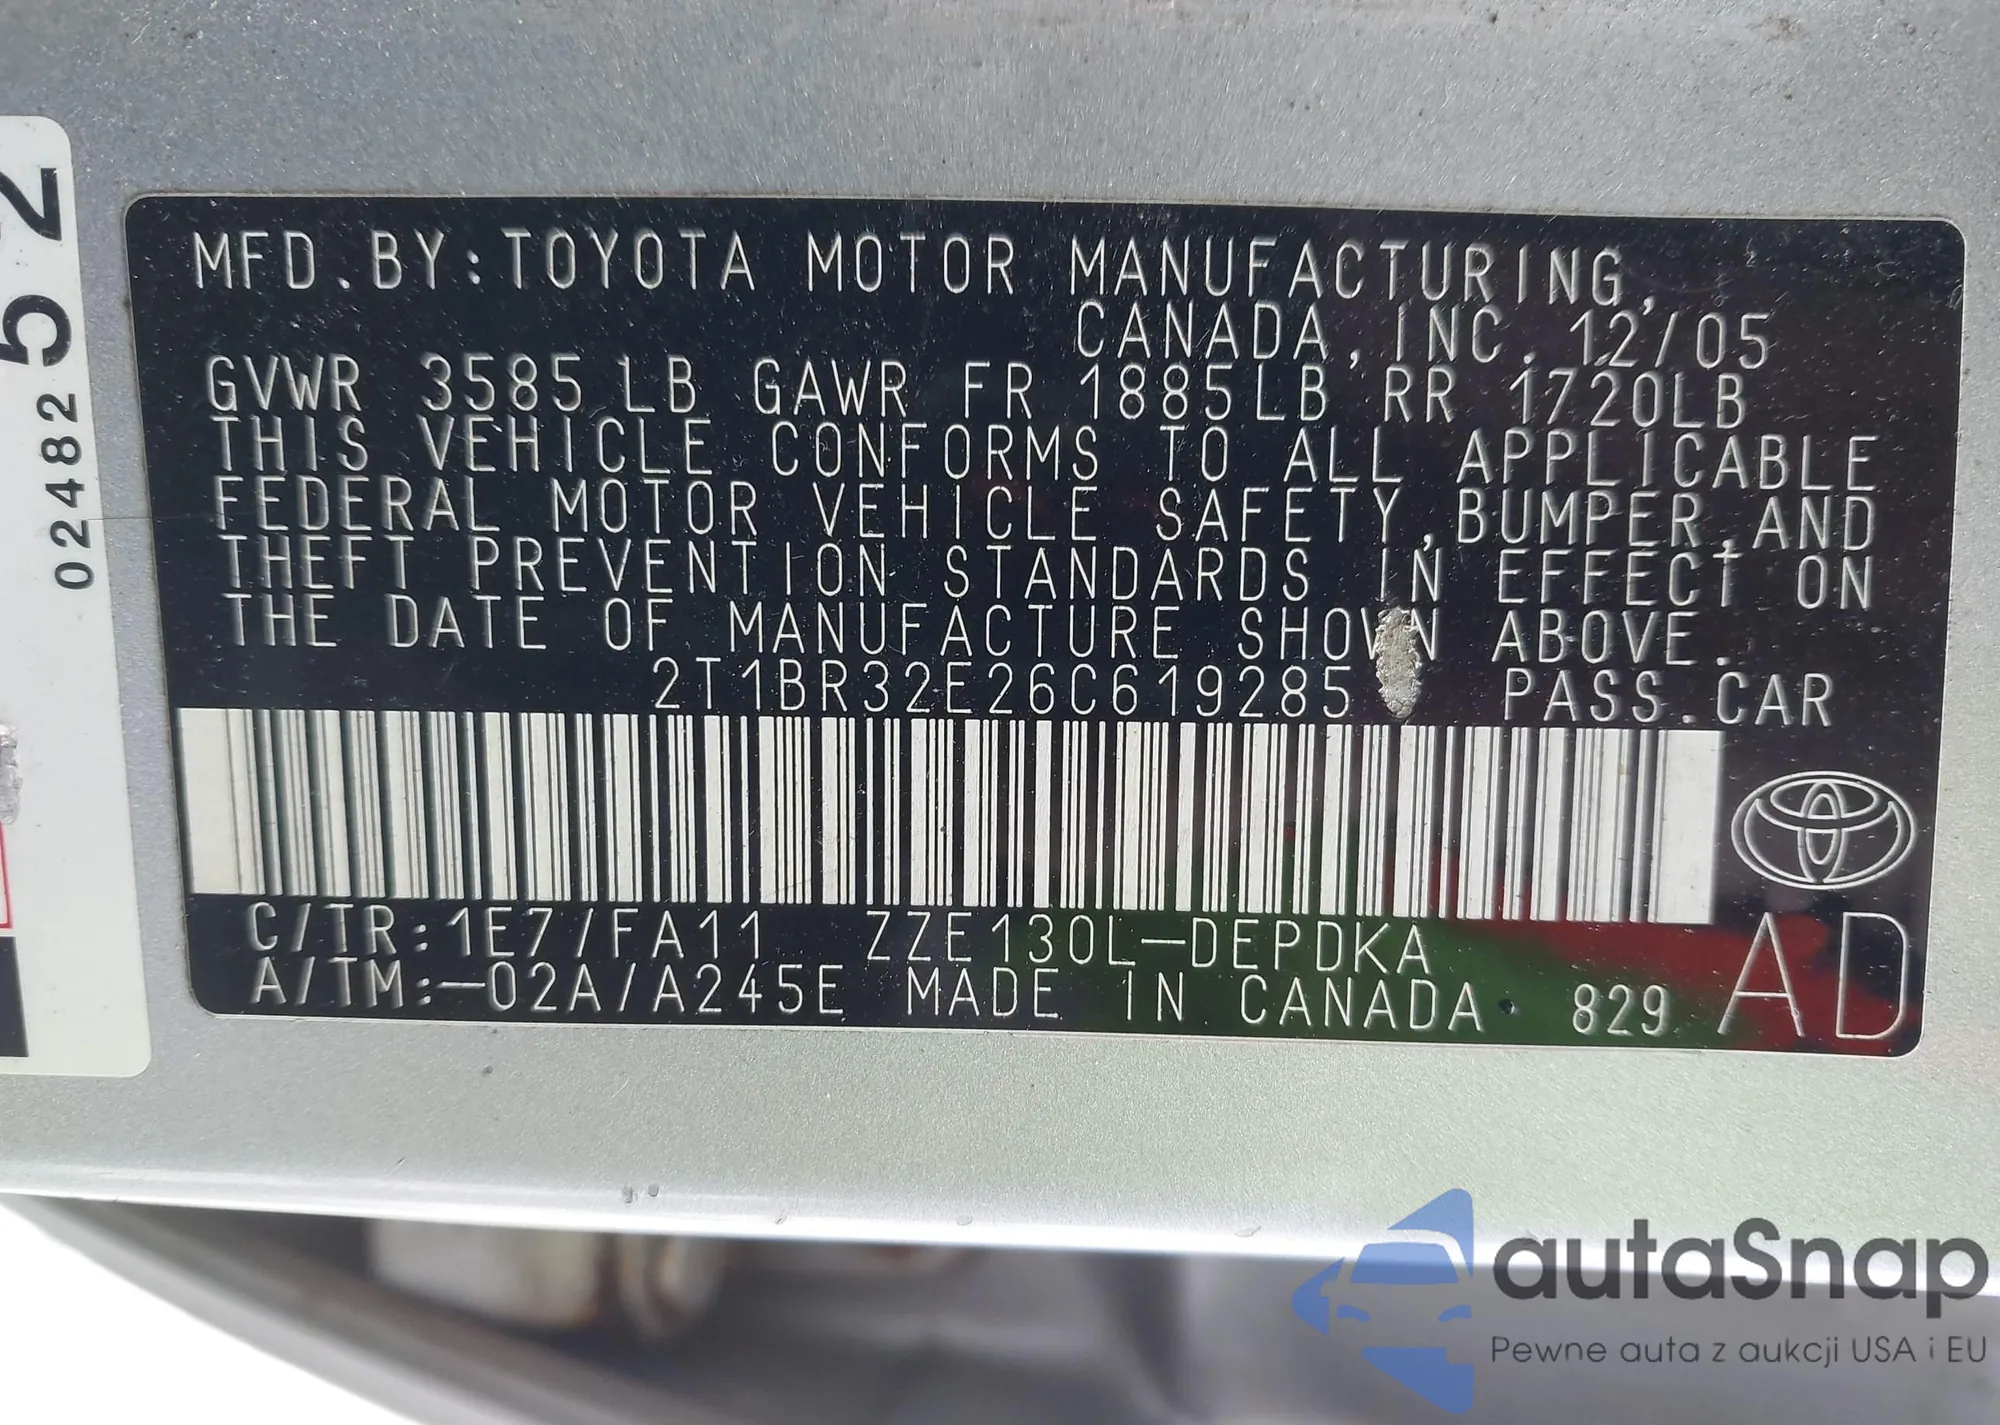 MFD.BY:TOYOTA MOTOR MANUFACTURING,
CANADA,INC. 12/05
GVWR 3585LB GAWR FR 1885LB RR 1720LB
THIS VEHICLE CONFORMS TO ALL APPLICABLE
FEDERAL MOTOR VEHICLE SAFETY,BUMPER,AND
THEFT PREVENTION STANDARDS IN EFFECT ON
THE DATE OF MANUFACTURE SHOWN ABOVE.
2T1BR32E26C619285 PASS.CAR
C/TR:1E7/FA11 ZZE130L-DEPDKA
A/TM:-02A/A245E MADE IN CANADA 829 AD
02482 52
autaSnap
Pewne auta z aukcji USA i EU